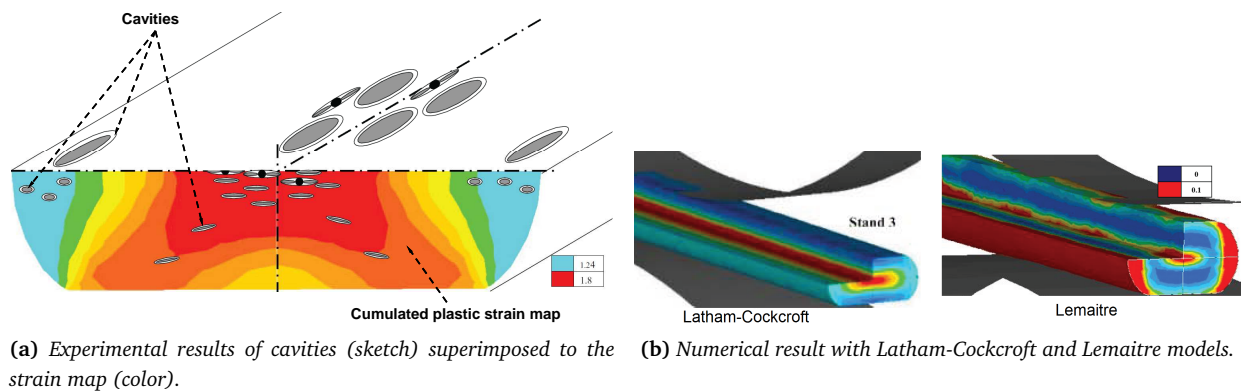 Cavities
1.24
1.8
Cumulated plastic strain map
Stand 3
0
0.1
Latham-Cockcroft
Lemaitre
(a) Experimental results of cavities (sketch) superimposed to the
strain map (color).
(b) Numerical result with Latham-Cockcroft and Lemaitre models.